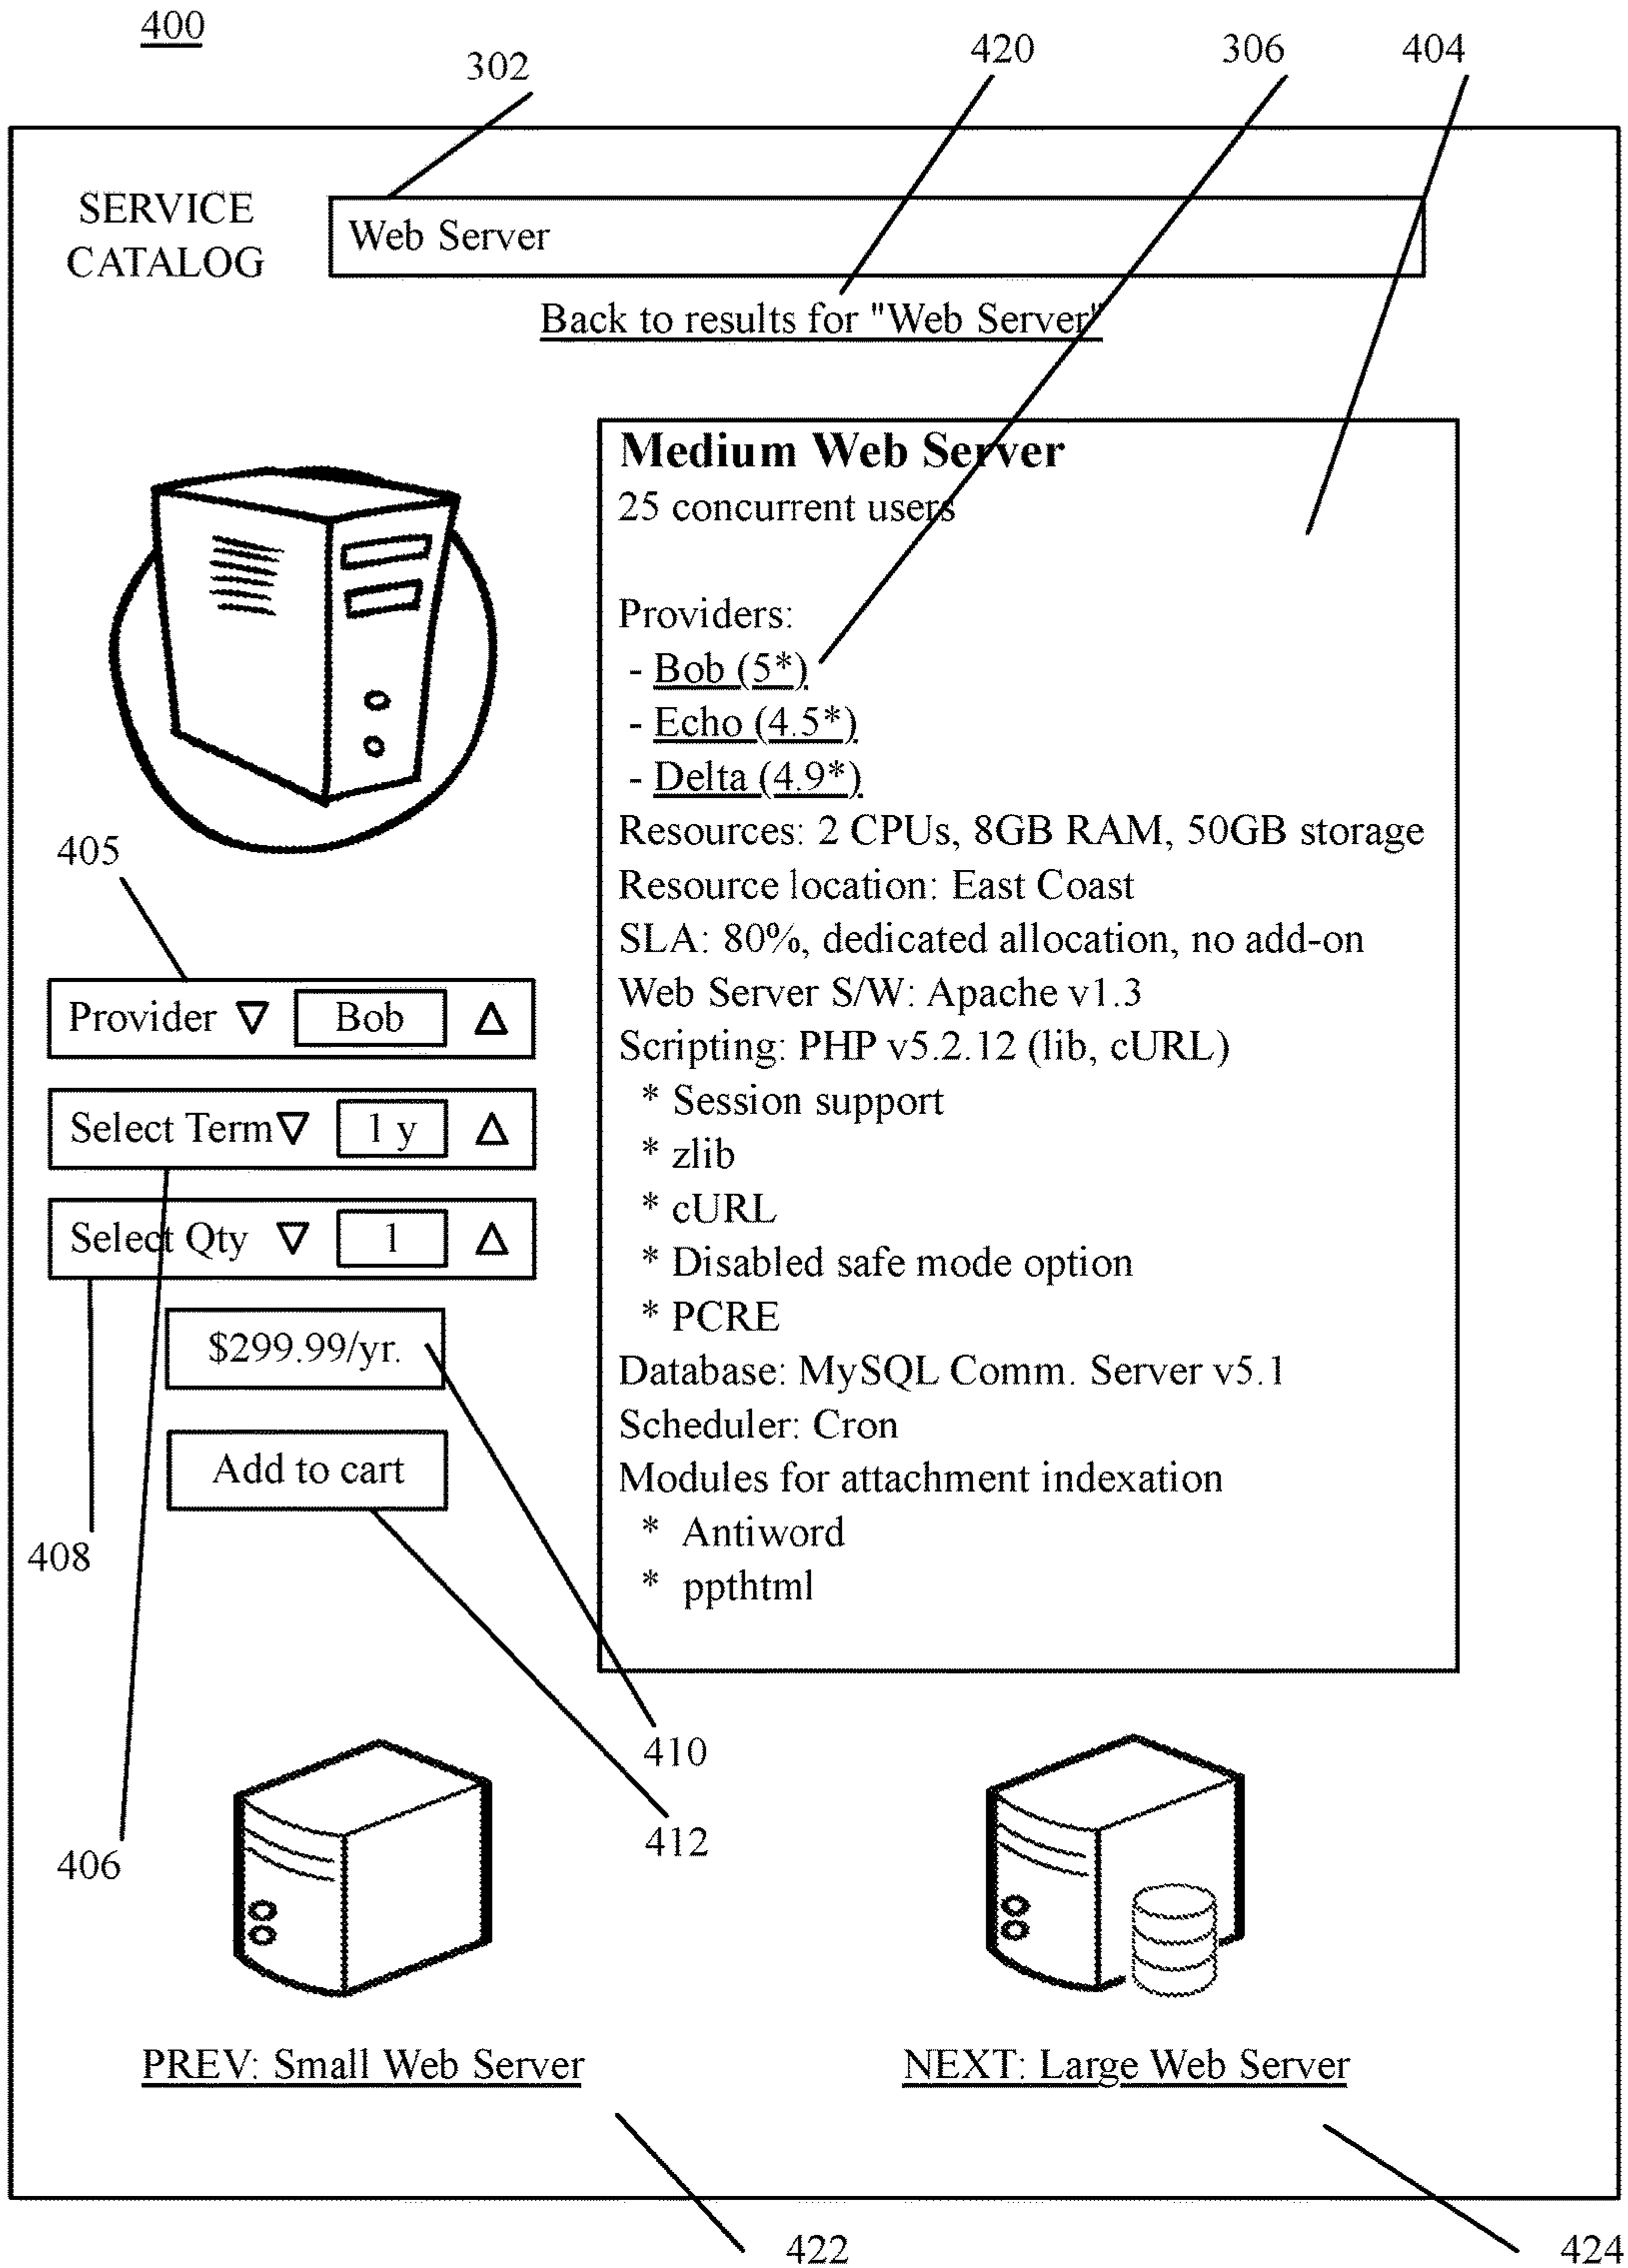 400
302
420
306
404
SERVICE
CATALOG
Web Server
Back to results for "Web Server"
Medium Web Server
25 concurrent users
Providers:
- Bob (5*)
- Echo (4.5*)
- Delta (4.9*)
Resources: 2 CPUs, 8GB RAM, 50GB storage
Resource location: East Coast
SLA: 80%, dedicated allocation, no add-on
Web Server S/W: Apache v1.3
Scripting: PHP v5.2.12 (lib, cURL)
* Session support
* zlib
* cURL
* Disabled safe mode option
* PCRE
Database: MySQL Comm. Server v5.1
Scheduler: Cron
Modules for attachment indexation
* Antiword
* ppthtml
405
Provider ▽ Bob △
Select Term ▽ 1 y △
Select Qty ▽ 1 △
$299.99/yr.
Add to cart
408
410
412
406
PREV: Small Web Server
NEXT: Large Web Server
422
424